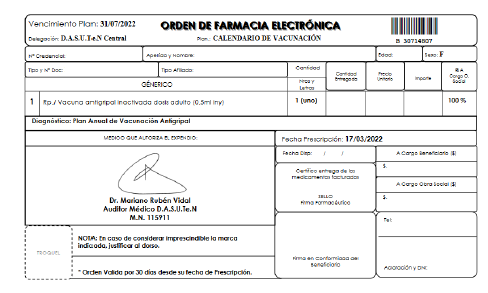 Vencimiento Plan: 31/07/2022
ORDEN DE FARMACIA ELECTRÓNICA
Delegación: D.A.S.U.Te.N Central
Plan: CALENDARIO DE VACUNACIÓN
B 30714807
N° Credencial:
Apellido y Nombre:
Edad:
Sexo: F
Tipo y N° Doc:
Tipo Afiliado:
Cantidad
Cantidad Entregada
Precio Unitario
Importe
Cargo O. Social
GÉNERICO
Nros y Letras
1 Rp./ Vacuna antigripal inactivada dosis adulto (0,5ml iny)
1 (uno)
100 %
Diagnóstico: Plan Anual de Vacunación Antigripal
MEDICO QUE AUTORIZA EL EXPENDIO:
Fecha Prescripción: 17/03/2022
Fecha Disp: / /
A Cargo Beneficiario ($)
$.
Certifico entrega de los
medicamentos facturados
A Cargo Obra Social ($)
$.
SELLO
Firma Farmacéutico
Dr. Mariano Rubén Vidal
Auditor Médico D.A.S.U.Te.N
M.N. 115911
Tel:
TROQUEL
NOTA: En caso de considerar imprescindible la marca
indicada, justificar al dorso.
* Orden Valida por 30 días desde su fecha de Prescripción.
Firma en Conformidad del
Beneficiario
Aclaración y DNI: